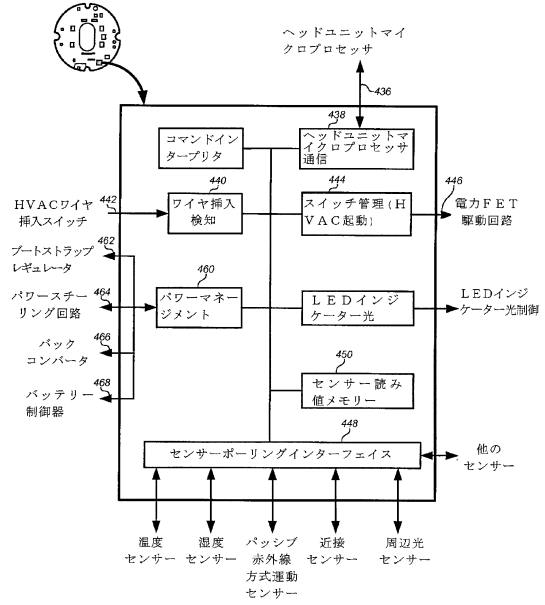 ヘッドユニットマイ
クロプロセッサ
436
438
コマンドイン
タープリタ
ヘッドユニットマ
イクロプロセッサ
通信
HVACワイヤ
挿入スイッチ
442
440
ワイヤ挿入
検知
444
スイッチ管理(H
VAC起動)
446
電力FET
駆動回路
ブートストラップ
レギュレータ
462
パワースチー
リング回路
464
460
パワーマネー
ジメント
LEDインジ
ケーター光
LEDインジ
ケーター光制御
バック
コンバータ
466
バッテリー
制御器
468
450
センサー読み
値メモリー
448
センサーポーリングインターフェイス
他の
センサー
温度
センサー
湿度
センサー
パッシブ
赤外線
方式運動
センサー
近接
センサー
周辺光
センサー